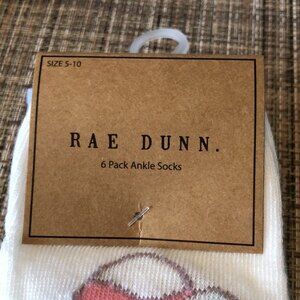 SIZE 5-10
RAE DUNN.
6 Pack Ankle Socks